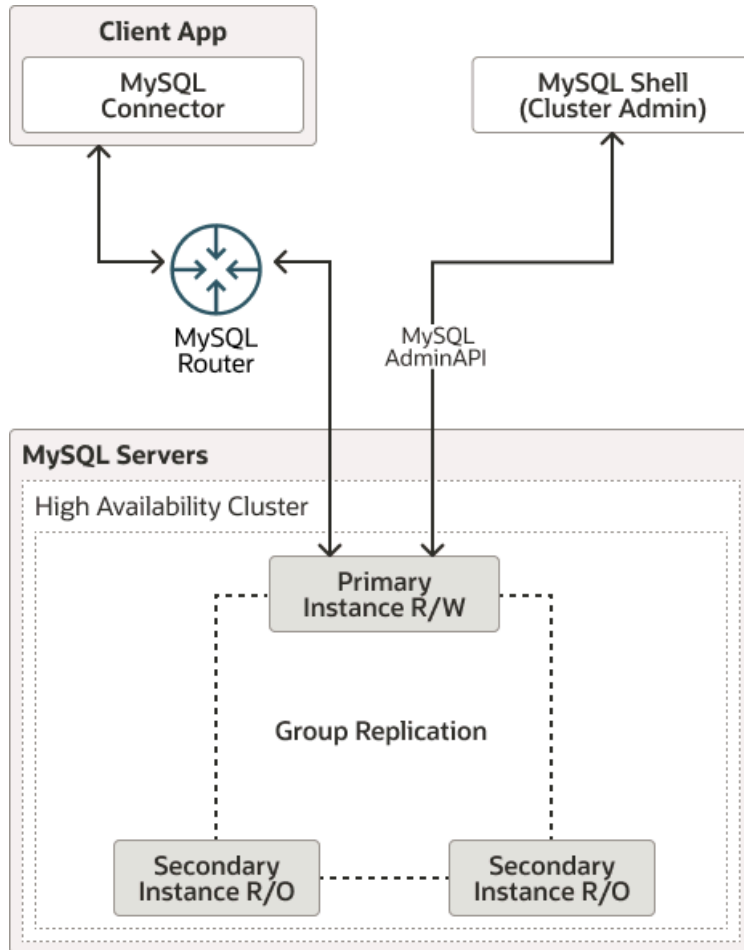 Client App
MySQL
Connector
MySQL Shell
(Cluster Admin)
MySQL
Router
MySQL
AdminAPI
MySQL Servers
High Availability Cluster
Primary
Instance R/W
Group Replication
Secondary
Instance R/O
Secondary
Instance R/O